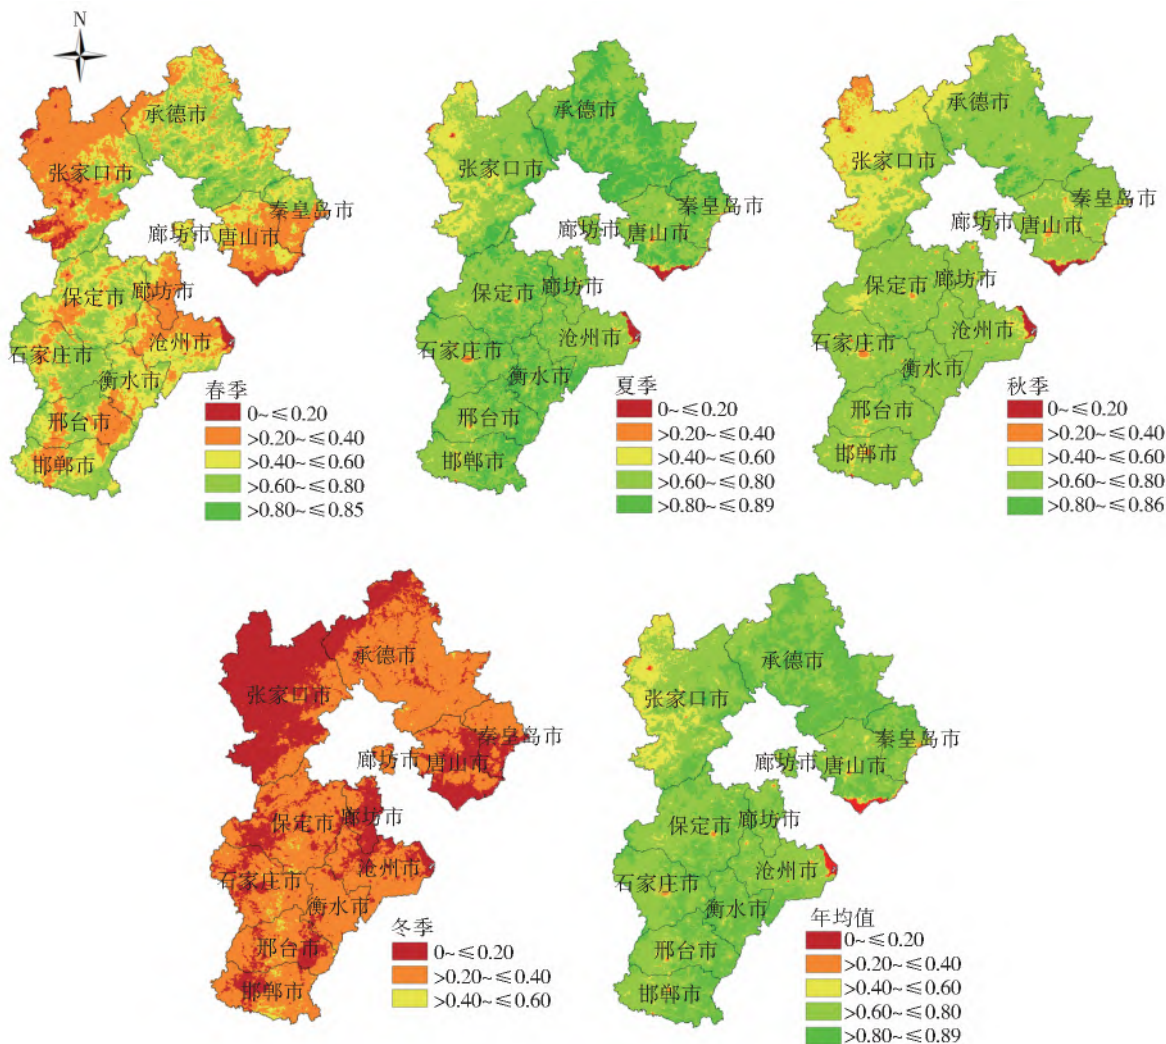 N
承德市
张家口市
秦皇岛市
廊坊市
唐山市
保定市
廊坊市
沧州市
石家庄市
衡水市
邢台市
邯郸市
春季
0~≤0.20
>0.20~≤0.40
>0.40~≤0.60
>0.60~≤0.80
>0.80~≤0.85
承德市
张家口市
秦皇岛市
廊坊市
唐山市
保定市
廊坊市
沧州市
石家庄市
衡水市
邢台市
邯郸市
夏季
0~≤0.20
>0.20~≤0.40
>0.40~≤0.60
>0.60~≤0.80
>0.80~≤0.89
承德市
张家口市
秦皇岛市
廊坊市
唐山市
保定市
廊坊市
沧州市
石家庄市
衡水市
邢台市
邯郸市
秋季
0~≤0.20
>0.20~≤0.40
>0.40~≤0.60
>0.60~≤0.80
>0.80~≤0.86
承德市
张家口市
秦皇岛市
廊坊市
唐山市
保定市
廊坊市
沧州市
石家庄市
衡水市
邢台市
邯郸市
冬季
0~≤0.20
>0.20~≤0.40
>0.40~≤0.60
承德市
张家口市
秦皇岛市
廊坊市
唐山市
保定市
廊坊市
沧州市
石家庄市
衡水市
邢台市
邯郸市
年均值
0~≤0.20
>0.20~≤0.40
>0.40~≤0.60
>0.60~≤0.80
>0.80~≤0.89